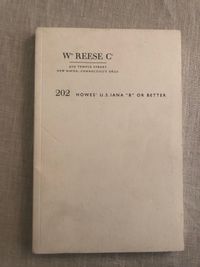 Wᵐ REESE Cᵒ
409 TEMPLE STREET
NEW HAVEN, CONNECTICUT 06511
202 HOWES' U.S.IANA "B" OR BETTER